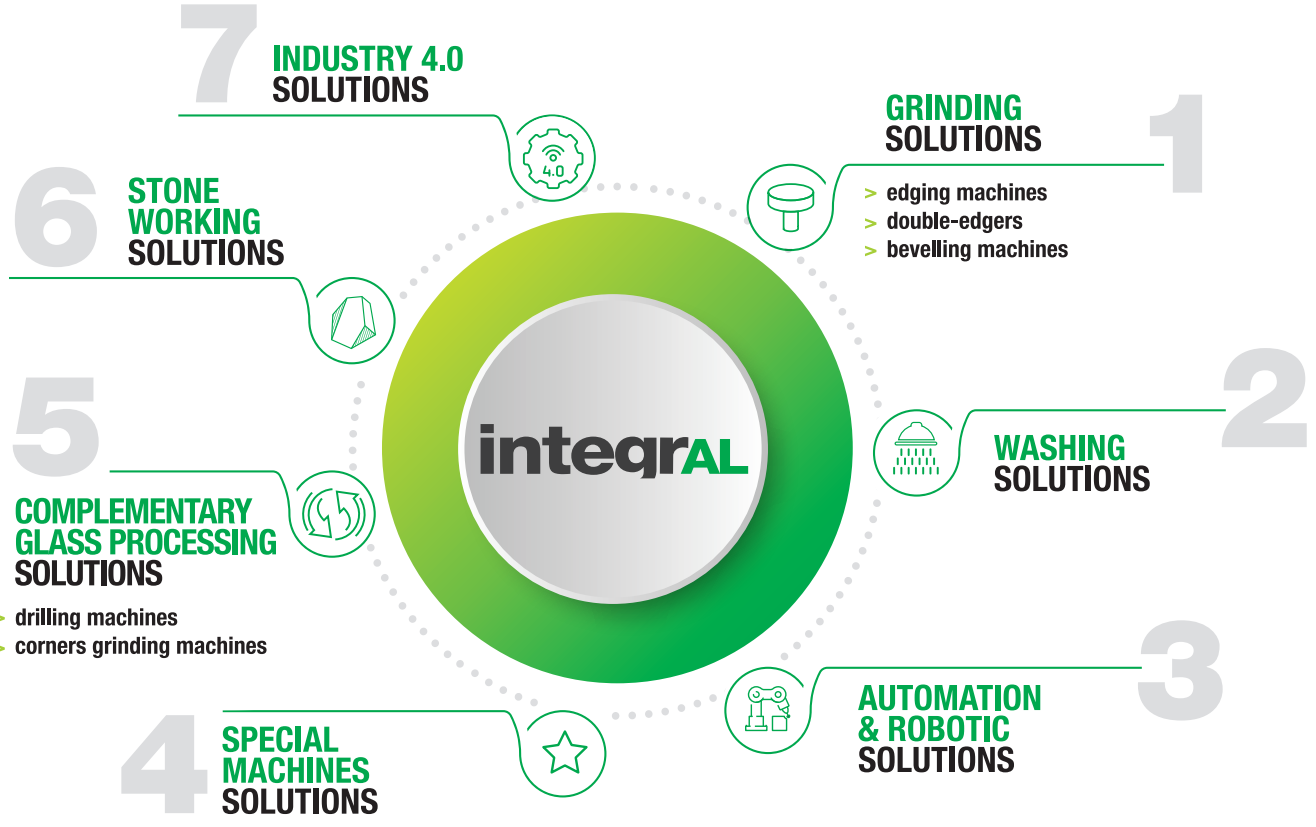 7
INDUSTRY 4.0
SOLUTIONS
4.0
1
GRINDING
SOLUTIONS
> edging machines
> double-edgers
> bevelling machines
6
STONE
WORKING
SOLUTIONS
integrAL
2
WASHING
SOLUTIONS
5
COMPLEMENTARY
GLASS PROCESSING
SOLUTIONS
> drilling machines
> corners grinding machines
3
AUTOMATION
& ROBOTIC
SOLUTIONS
4
SPECIAL
MACHINES
SOLUTIONS